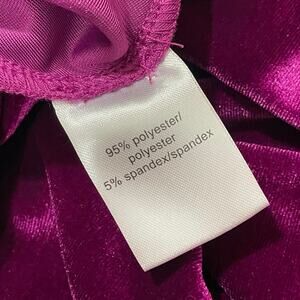 95% polyester/
polyester
5% spandex/spandex